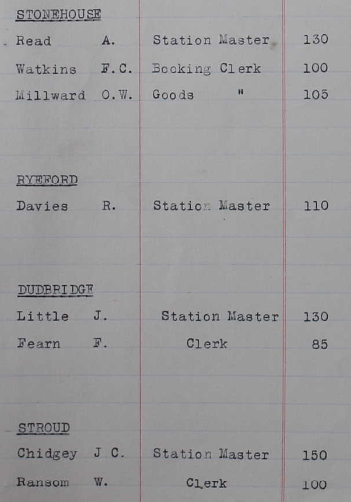 STONEHOUSE
Read A. Station Master 130
Watkins F.C. Booking Clerk 100
Millward O.W. Goods " 105
RYEFORD
Davies R. Station Master 110
DUDBRIDGE
Little J. Station Master 130
Fearn F. Clerk 85
STROUD
Chidgey J C. Station Master 150
Ransom W. Clerk 100